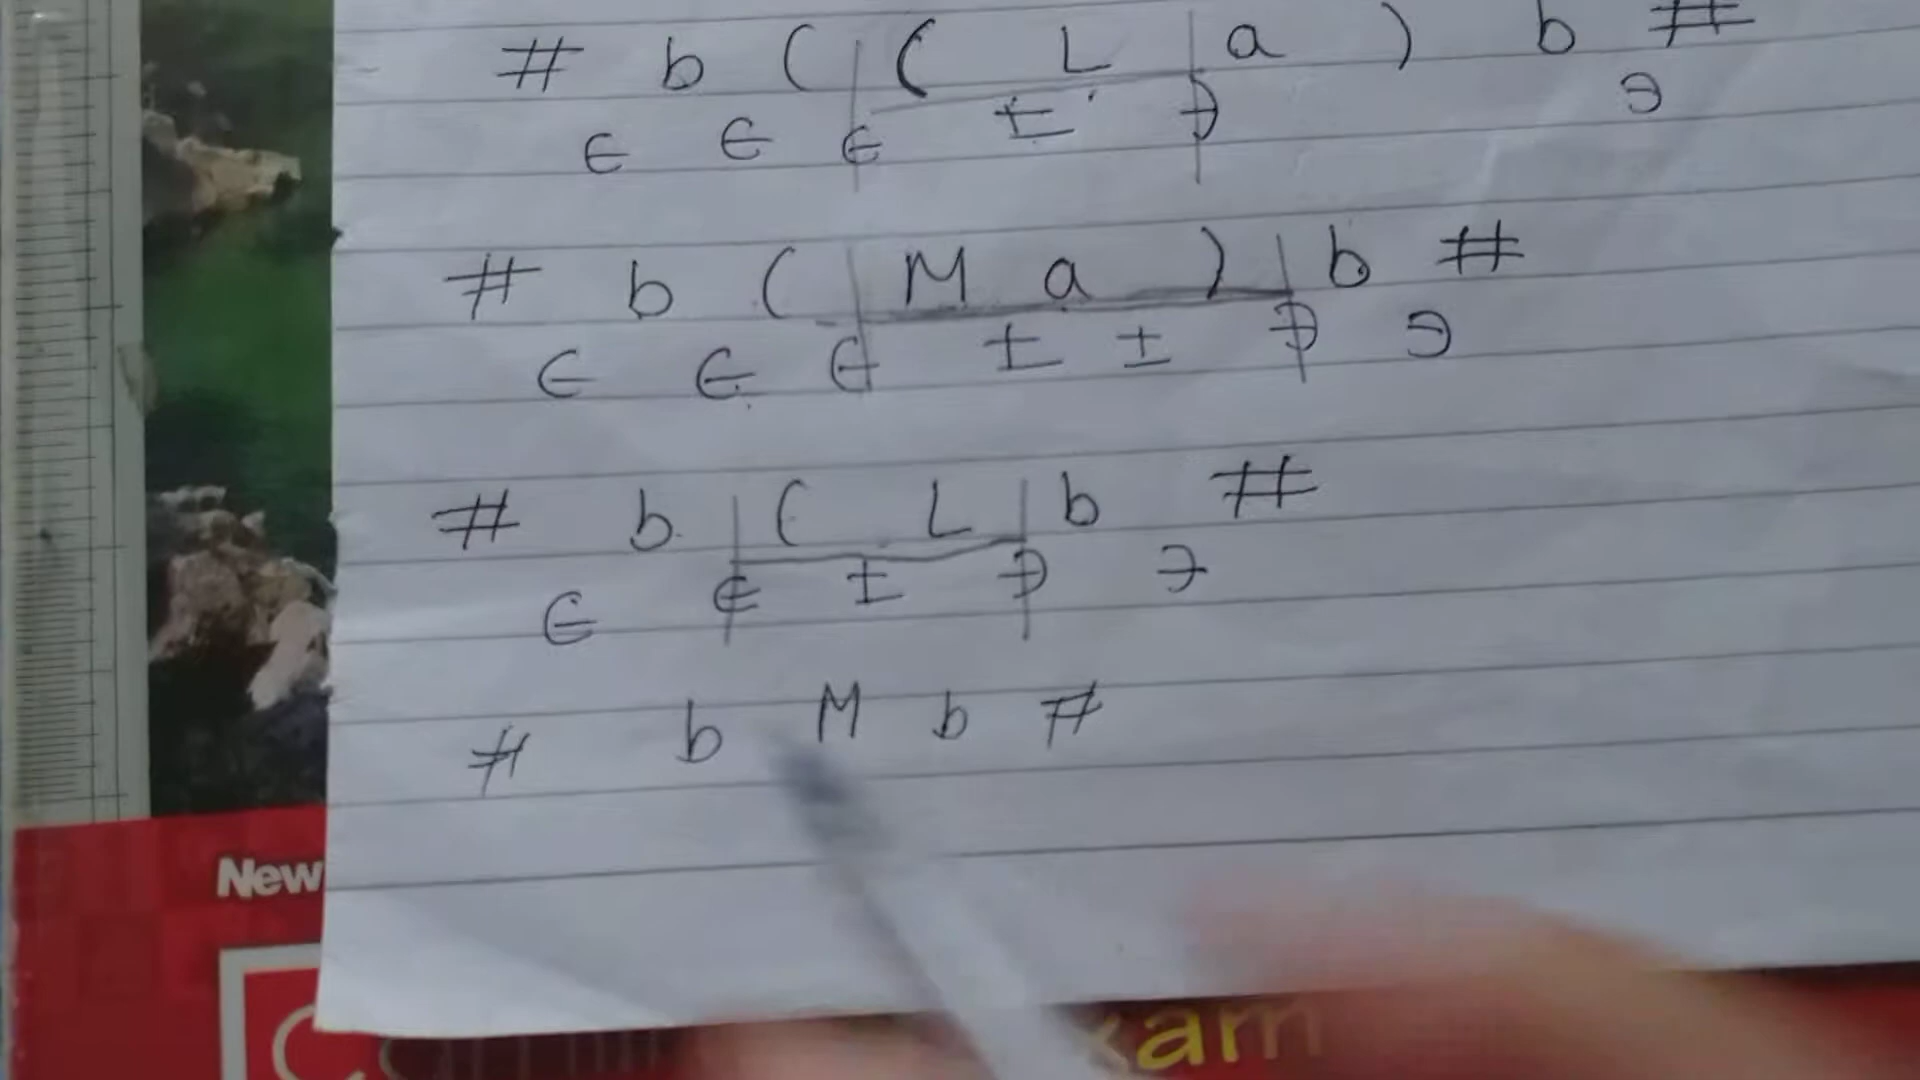 # b ( ( L a ) b #
⋲ ⋲ ⋲ ± ∋ ∋
# b ( M a ) b #
⋲ ⋲ ⋲ ± ± ∋ ∋
# b ( L b #
⋲ ⋲ ± ∋ ∋
# b M b #
New